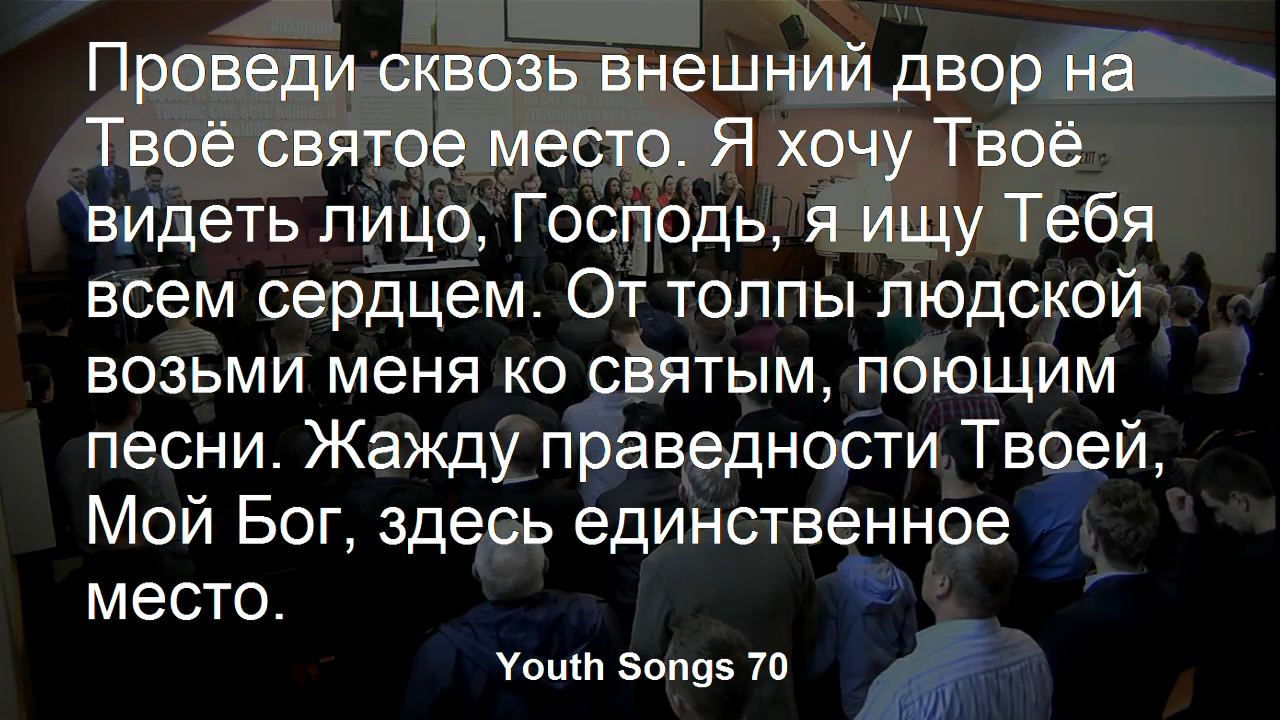 Проведи сквозь внешний двор на
Твоё святое место. Я хочу Твоё
видеть лицо, Господь, я ищу Тебя
всем сердцем. От толпы людской
возьми меня ко святым, поющим
песни. Жажду праведности Твоей,
Мой Бог, здесь единственное
место.
Youth Songs 70